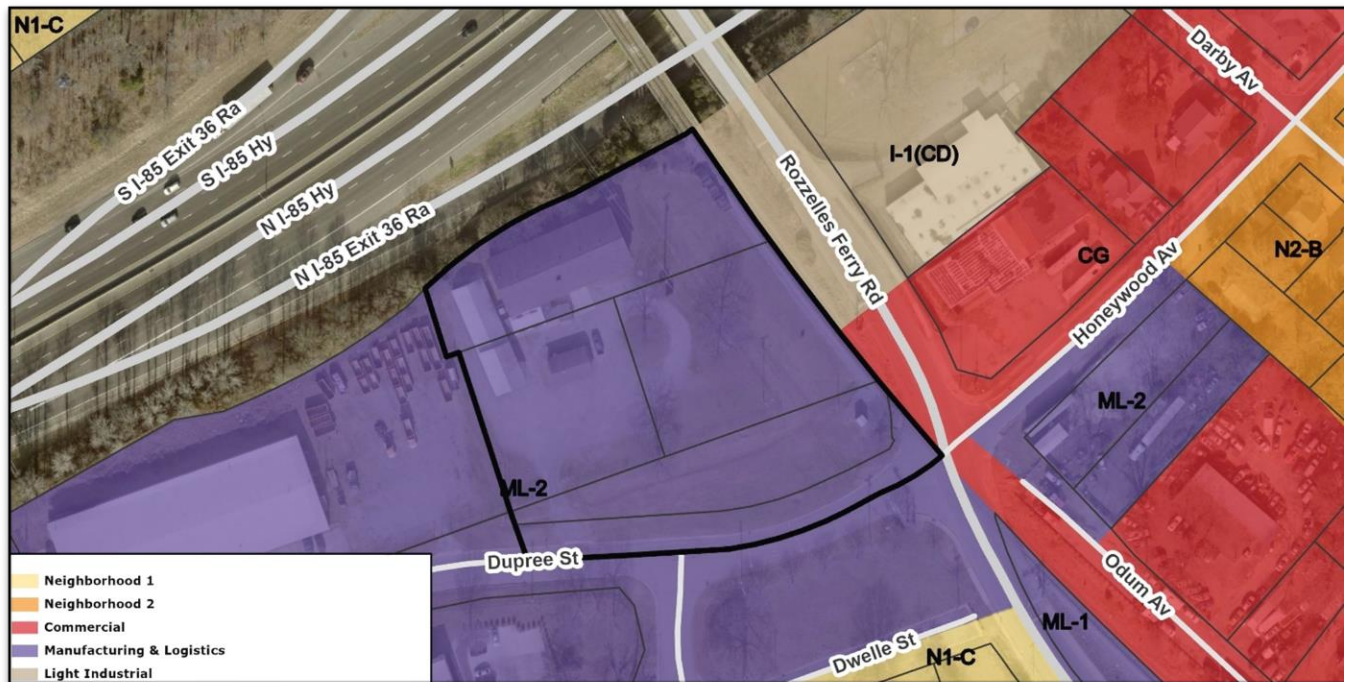 N1-C
Darby Av
S I-85 Exit 36 Ra
S I-85 Hy
N I-85 Hy
N I-85 Exit 36 Ra
Rozzelles Ferry Rd
I-1(CD)
CG
Honeywood Av
N2-B
ML-2
ML-2
Dupree St
Odum Av
ML-1
Dwelle St
N1-C
Neighborhood 1
Neighborhood 2
Commercial
Manufacturing & Logistics
Light Industrial